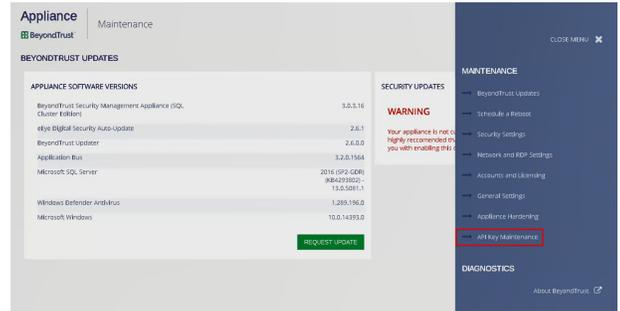 Appliance
BeyondTrust
Maintenance
CLOSE MENU
BEYONDTRUST UPDATES
APPLIANCE SOFTWARE VERSIONS
BeyondTrust Security Management Appliance (SQL
Cluster Edition)
3.0.3.16
eEye Digital Security Auto-Update
2.6.1
BeyondTrust Updater
2.6.0.0
Application Bus
3.2.0.1564
Microsoft SQL Server
2016 (SP2-GDR)
(KB4293802) -
13.0.5081.1
Windows Defender Antivirus
1.289.196.0
Microsoft Windows
10.0.14393.0
REQUEST UPDATE
SECURITY UPDATES
WARNING
Your appliance is not cu
highly reccomended th
you with enabling this
MAINTENANCE
BeyondTrust Updates
Schedule a Reboot
Security Settings
Network and RDP Settings
Accounts and Licensing
General Settings
Appliance Hardening
API Key Maintenance
DIAGNOSTICS
About BeyondTrust